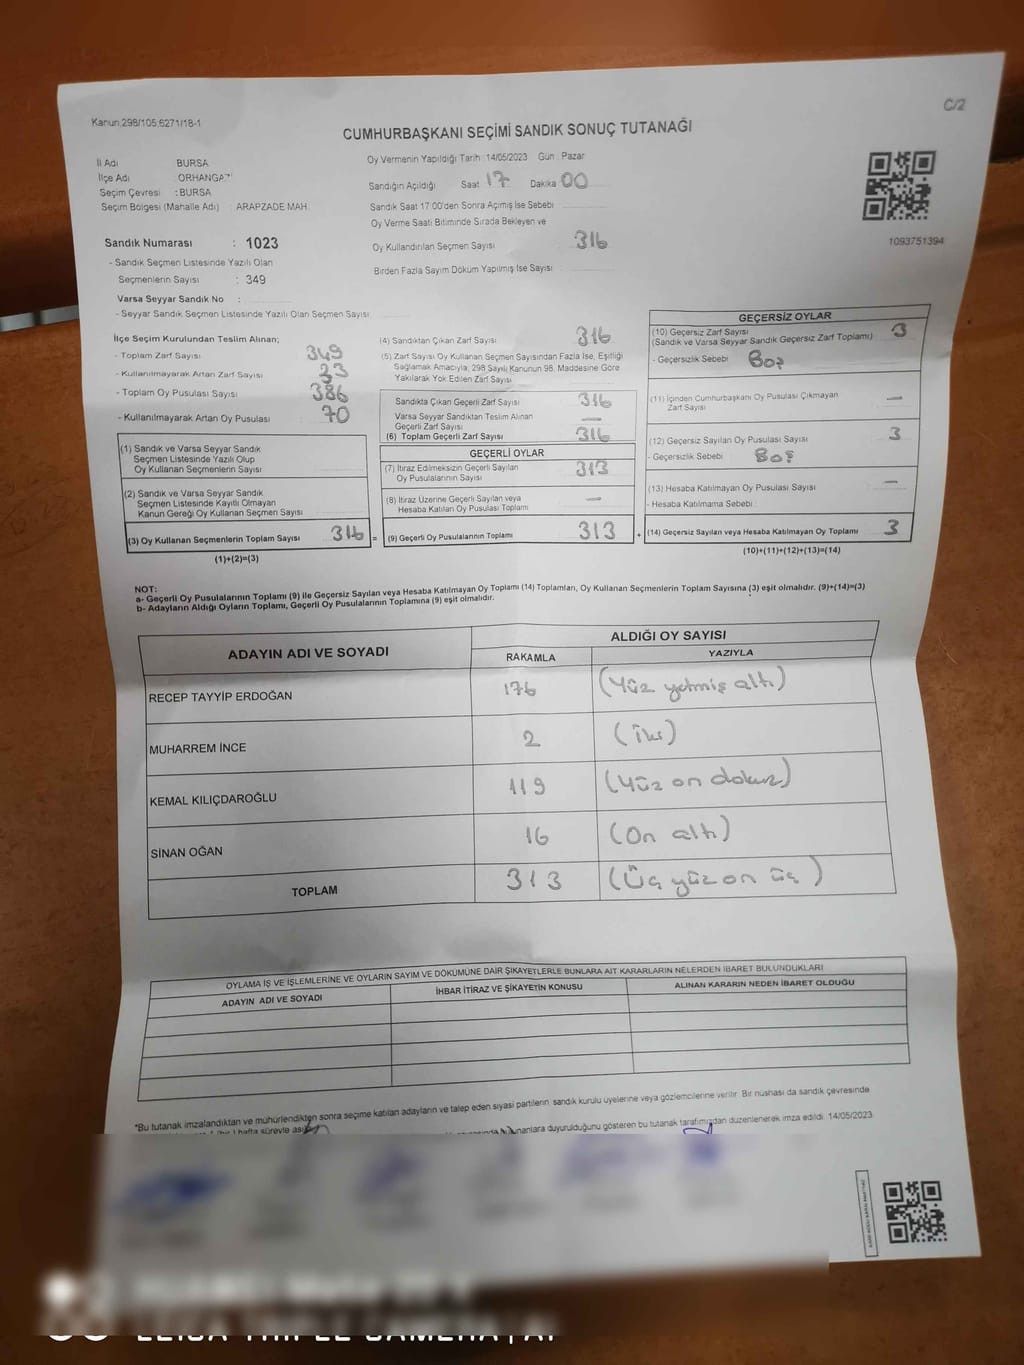 Kanun,298/105,6271/18-1
C/2
CUMHURBAŞKANI SEÇİMİ SANDIK SONUÇ TUTANAĞI
İl Adı BURSA
İlçe Adı
Seçim Çevresi : BURSA
Seçim Bölgesi (Mahalle Adı) : ARAPZADE MAH.
Sandık Numarası : 1023
- Sandık Seçmen Listesinde Yazılı Olan
Seçmenlerin Sayısı : 349
Varsa Seyyar Sandık No :
- Seyyar Sandık Seçmen Listesinde Yazılı Olan Seçmen Sayısı:
Oy Vermenin Yapıldığı Tarih 14/05/2023 Gün : Pazar
Sandığın Açıldığı Saat 17 Dakika 00
Sandık Saat 17:00'den Sonra Açımış İse Sebebi
Oy Verme Saati Bitiminde Sırada Bekleyen ve
Oy Kullandırılan Seçmen Sayısı 316
Birden Fazla Sayım Döküm Yapılmış İse Sayısı
1093751394
İlçe Seçim Kurulundan Teslim Alınan;
- Toplam Zarf Sayısı 349
- Kullanılmayarak Artan Zarf Sayısı 33
- Toplam Oy Pusulası Sayısı 386
- Kullanılmayarak Artan Oy Pusulası 70
(1) Sandık ve Varsa Seyyar Sandık
Seçmen Listesinde Yazılı Olup
Oy Kullanan Seçmenlerin Sayısı
(2) Sandık ve Varsa Seyyar Sandık
Seçmen Listesinde Kayıtlı Olmayan
Kanun Gereği Oy Kullanan Seçmen Sayısı
(3) Oy Kullanan Seçmenlerin Toplam Sayısı 316 =
(1)+(2)=(3)
(4) Sandıktan Çıkan Zarf Sayısı 316
(5) Zarf Sayısı Oy Kullanan Seçmen Sayısından Fazla İse, Eşitliği
Sağlamak Amacıyla, 298 Sayılı Kanunun 98. Maddesine Göre
Yakılarak Yok Edilen Zarf Sayısı
Sandıkta Çıkan Geçerli Zarf Sayısı 316
Varsa Seyyar Sandıktan Teslim Alınan
Geçerli Zarf Sayısı —
(6) Toplam Geçerli Zarf Sayısı 316
GEÇERLİ OYLAR
(7) İtiraz Edilmeksizin Geçerli Sayılan
Oy Pusulalarının Sayısı 313
(8) İtiraz Üzerine Geçerli Sayılan veya
Hesaba Katılan Oy Pusulası Toplamı —
(9) Geçerli Oy Pusulalarının Toplamı 313 +
GEÇERSİZ OYLAR
(10) Geçersiz Zarf Sayısı
(Sandık ve Varsa Seyyar Sandık Geçersiz Zarf Toplamı) 3
- Geçersizlik Sebebi Boş
(11) İçinden Cumhurbaşkanı Oy Pusulası Çıkmayan
Zarf Sayısı —
(12) Geçersiz Sayılan Oy Pusulası Sayısı 3
- Geçersizlik Sebebi Boş
(13) Hesaba Katılmayan Oy Pusulası Sayısı —
- Hesaba Katılmama Sebebi
(14) Geçersiz Sayılan veya Hesaba Katılmayan Oy Toplamı 3
(10)+(11)+(12)+(13)=(14)
NOT:
a- Geçerli Oy Pusulalarının Toplamı (9) ile Geçersiz Sayılan veya Hesaba Katılmayan Oy Toplamı (14) Toplamları, Oy Kullanan Seçmenlerin Toplam Sayısına (3) eşit olmalıdır. (9)+(14)=(3)
b- Adayların Aldığı Oyların Toplamı, Geçerli Oy Pusulalarının Toplamına (9) eşit olmalıdır.
ADAYIN ADI VE SOYADI
ALDIĞI OY SAYISI
RAKAMLA YAZIYLA
RECEP TAYYİP ERDOĞAN 176 (Yüz yetmiş altı)
MUHARREM İNCE 2 (İki)
KEMAL KILIÇDAROĞLU 119 (Yüz on dokuz)
SİNAN OĞAN 16 (On altı)
TOPLAM 313 (Üç yüz on üç)
OYLAMA İŞ VE İŞLEMLERİNE VE OYLARIN SAYIM VE DÖKÜMÜNE DAİR ŞİKAYETLERLE BUNLARA AİT KARARLARIN NELERDEN İBARET BULUNDUKLARI
ADAYIN ADI VE SOYADI İHBAR İTİRAZ VE ŞİKAYETİN KONUSU ALINAN KARARIN NEDEN İBARET OLDUĞU
*Bu tutanak imzalandıktan ve mühürlendikten sonra seçime katılan adayların ve talep eden siyasi partilerin sandık kurulu üyelerine veya gözlemcilerine verilir. Bir nüshası da sandık çevresinde
hafta süreyle duyurulduğunu gösteren bu tutanak tarafımızdan düzenlenerek imza edildi. 14/05/2023